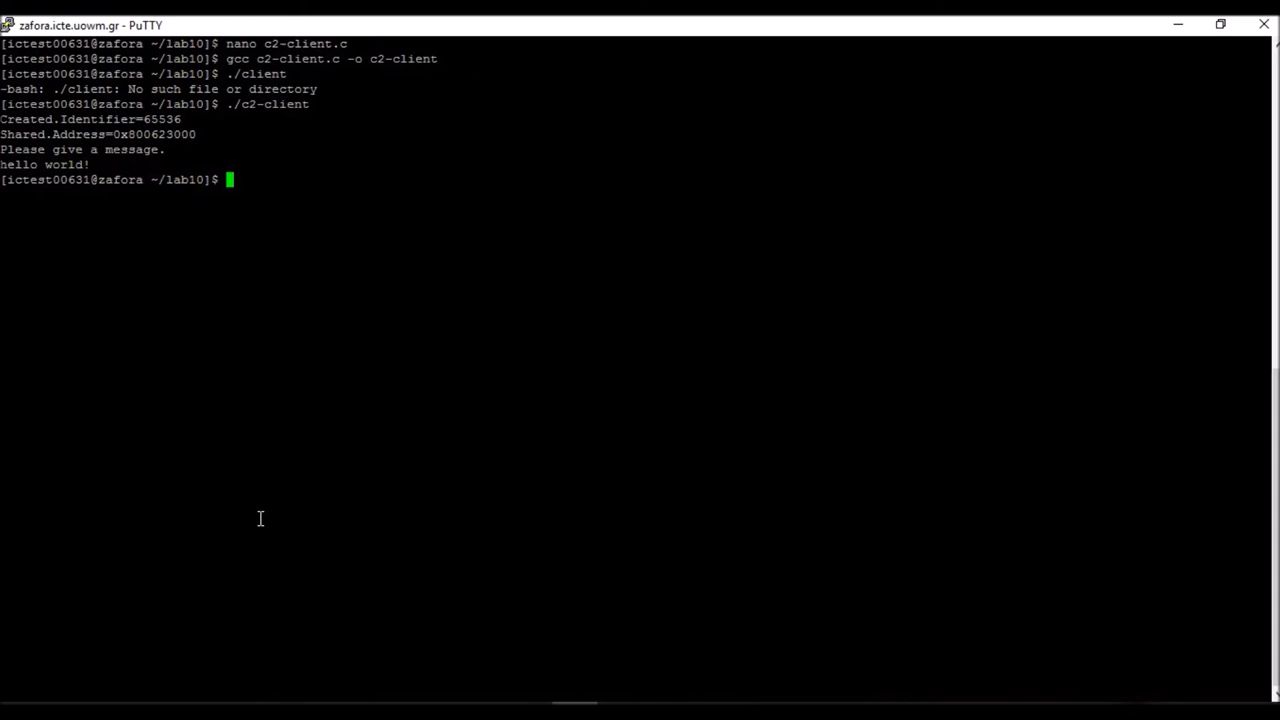 zafora.icte.uowm.gr - PuTTY
[ictest00631@zafora ~/lab10]$ nano c2-client.c
[ictest00631@zafora ~/lab10]$ gcc c2-client.c -o c2-client
[ictest00631@zafora ~/lab10]$ ./client
-bash: ./client: No such file or directory
[ictest00631@zafora ~/lab10]$ ./c2-client
Created.Identifier=65536
Shared.Address=0x800623000
Please give a message.
hello world!
[ictest00631@zafora ~/lab10]$